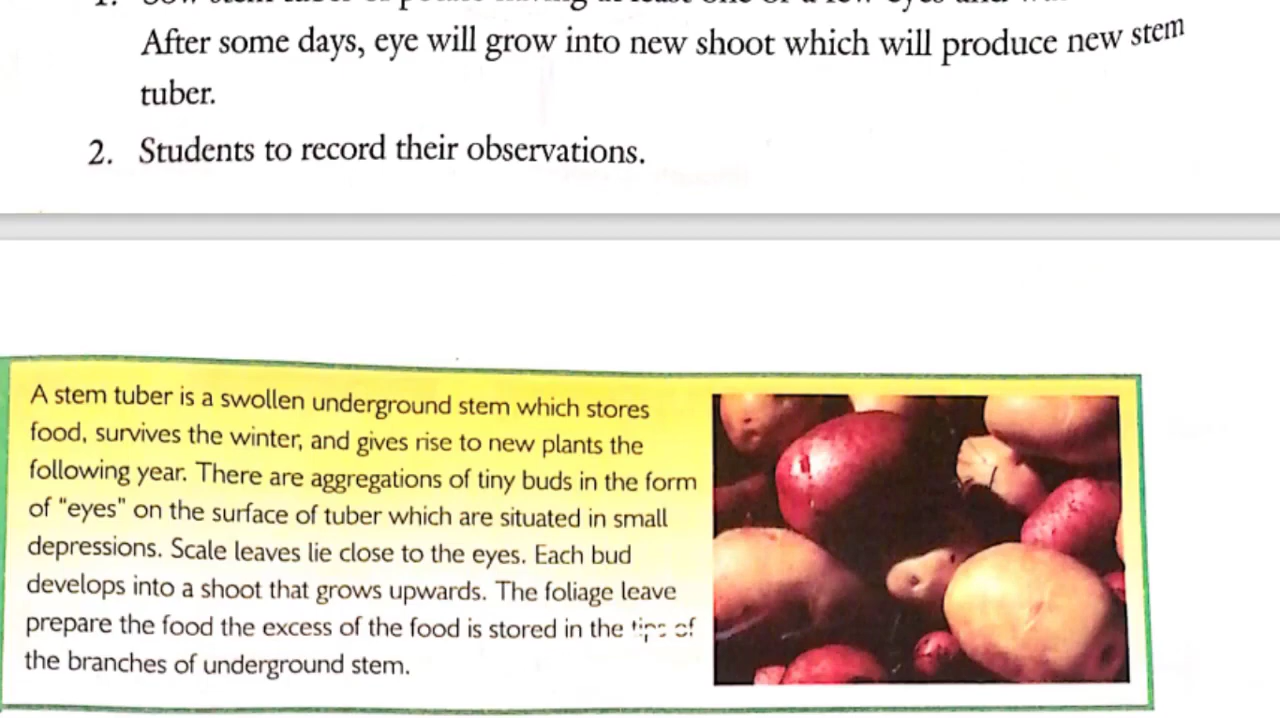 After some days, eye will grow into new shoot which will produce new stem
tuber.
2. Students to record their observations.
A stem tuber is a swollen underground stem which stores
food, survives the winter, and gives rise to new plants the
following year. There are aggregations of tiny buds in the form
of "eyes" on the surface of tuber which are situated in small
depressions. Scale leaves lie close to the eyes. Each bud
develops into a shoot that grows upwards. The foliage leave
prepare the food the excess of the food is stored in the tips of
the branches of underground stem.